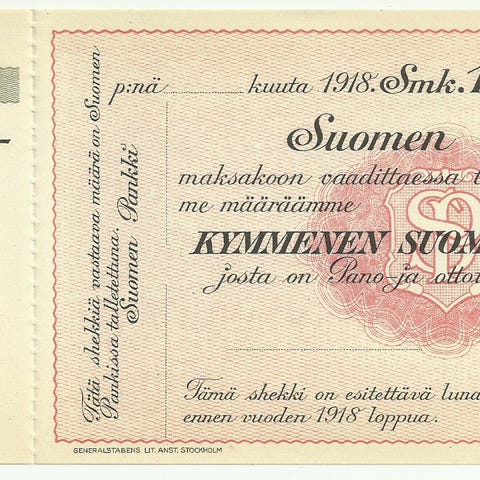 p:nä kuuta 1918. Smk. 1
Suomen
maksakoon vaadittaessa
me määräämme
KYMMENEN SUOM
josta on Pano- ja otto
Tätä shekkiä vastaava määrä on Suomen
Pankissa talletettuna.
Suomen Pankki
Tämä shekki on esitettävä luna
ennen vuoden 1918 loppua.
GENERALSTABENS LIT. ANST. STOCKHOLM
SP